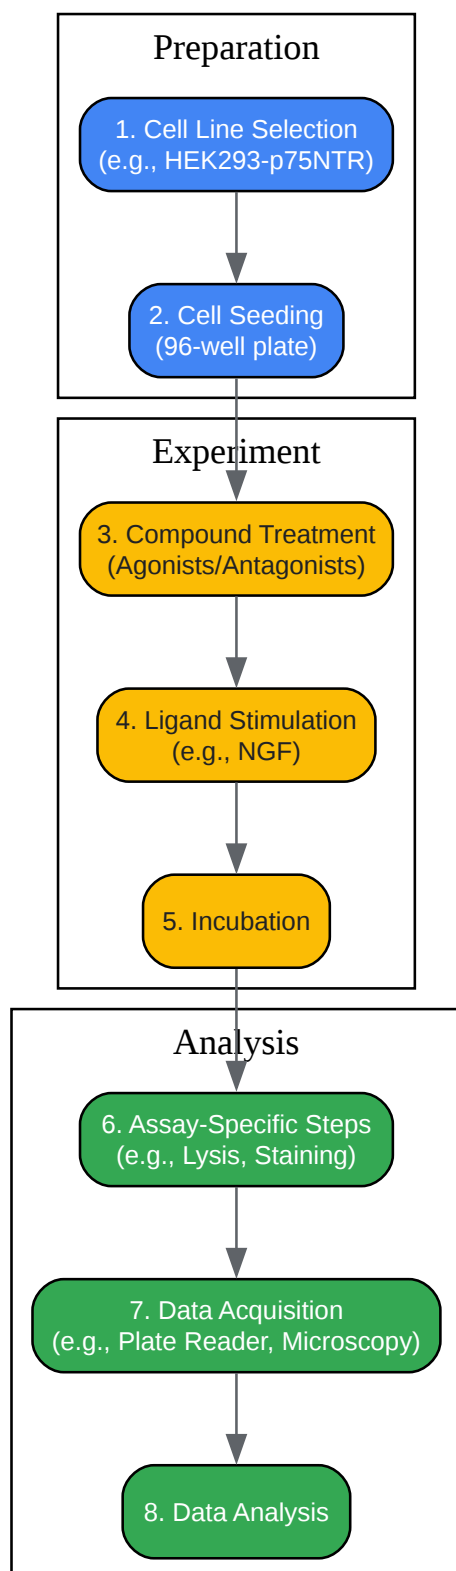 Preparation
1. Cell Line Selection
(e.g., HEK293-p75NTR)
2. Cell Seeding
(96-well plate)
Experiment
3. Compound Treatment
(Agonists/Antagonists)
4. Ligand Stimulation
(e.g., NGF)
5. Incubation
Analysis
6. Assay-Specific Steps
(e.g., Lysis, Staining)
7. Data Acquisition
(e.g., Plate Reader, Microscopy)
8. Data Analysis